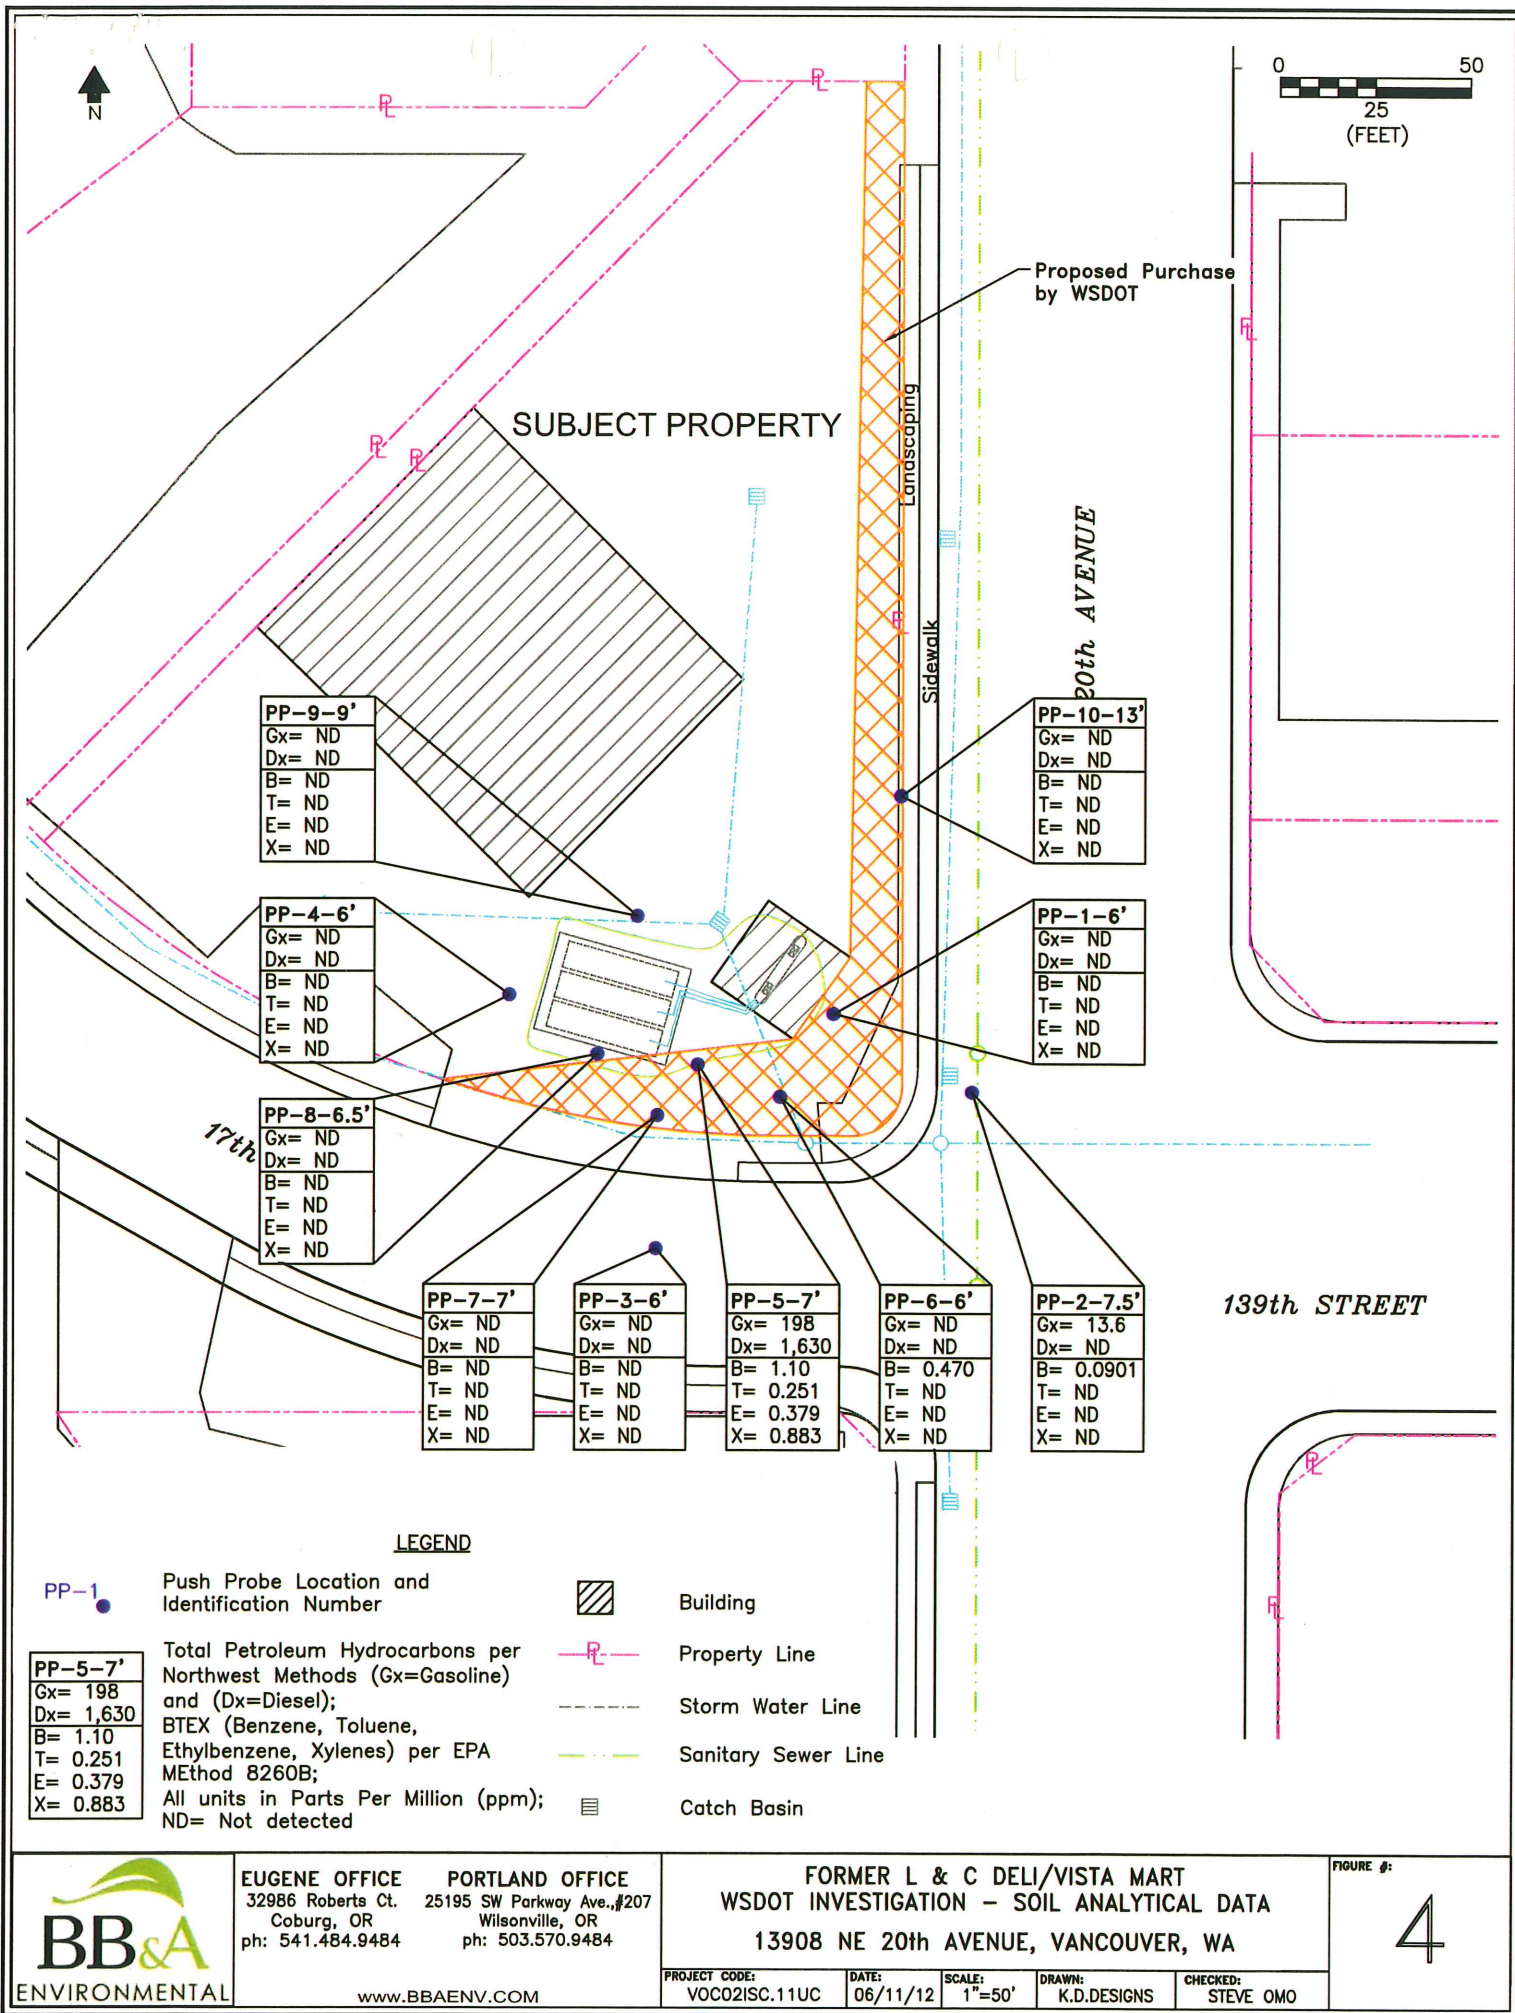 N
0 50
25
(FEET)
PL
PL
Proposed Purchase
by WSDOT
PL
SUBJECT PROPERTY
Landscaping
PL
PL
20th AVENUE
PL
Sidewalk
PP-9-9'
Gx= ND
Dx= ND
B= ND
T= ND
E= ND
X= ND
PP-10-13'
Gx= ND
Dx= ND
B= ND
T= ND
E= ND
X= ND
PP-4-6'
Gx= ND
Dx= ND
B= ND
T= ND
E= ND
X= ND
PP-1-6'
Gx= ND
Dx= ND
B= ND
T= ND
E= ND
X= ND
17th
PP-8-6.5'
Gx= ND
Dx= ND
B= ND
T= ND
E= ND
X= ND
PP-7-7'
Gx= ND
Dx= ND
B= ND
T= ND
E= ND
X= ND
PP-3-6'
Gx= ND
Dx= ND
B= ND
T= ND
E= ND
X= ND
PP-5-7'
Gx= 198
Dx= 1,630
B= 1.10
T= 0.251
E= 0.379
X= 0.883
PP-6-6'
Gx= ND
Dx= ND
B= 0.470
T= ND
E= ND
X= ND
PP-2-7.5'
Gx= 13.6
Dx= ND
B= 0.0901
T= ND
E= ND
X= ND
139th STREET
PL
PL
LEGEND
PP-1
Push Probe Location and
Identification Number
PP-5-7'
Gx= 198
Dx= 1,630
B= 1.10
T= 0.251
E= 0.379
X= 0.883
Total Petroleum Hydrocarbons per
Northwest Methods (Gx=Gasoline)
and (Dx=Diesel);
BTEX (Benzene, Toluene,
Ethylbenzene, Xylenes) per EPA
MEthod 8260B;
All units in Parts Per Million (ppm);
ND= Not detected
Building
PL Property Line
Storm Water Line
Sanitary Sewer Line
Catch Basin
BB&A
ENVIRONMENTAL
EUGENE OFFICE
32986 Roberts Ct.
Coburg, OR
ph: 541.484.9484
PORTLAND OFFICE
25195 SW Parkway Ave.,#207
Wilsonville, OR
ph: 503.570.9484
www.BBAENV.COM
FORMER L & C DELI/VISTA MART
WSDOT INVESTIGATION - SOIL ANALYTICAL DATA
13908 NE 20th AVENUE, VANCOUVER, WA
PROJECT CODE:
VOC02ISC.11UC
DATE:
06/11/12
SCALE:
1"=50'
DRAWN:
K.D.DESIGNS
CHECKED:
STEVE OMO
FIGURE #:
4